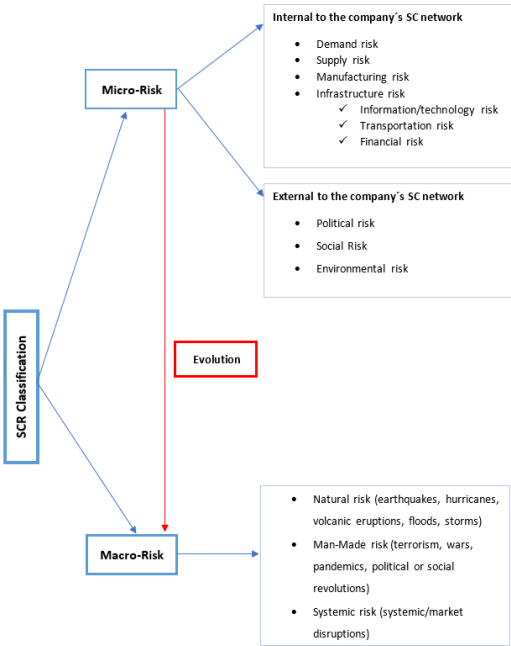 Internal to the company´s SC network
• Demand risk
• Supply risk
• Manufacturing risk
• Infrastructure risk
✓ Information/technology risk
✓ Transportation risk
✓ Financial risk
Micro-Risk
External to the company´s SC network
• Political risk
• Social Risk
• Environmental risk
SCR Classification
Evolution
Macro-Risk
• Natural risk (earthquakes, hurricanes,
volcanic eruptions, floods, storms)
• Man-Made risk (terrorism, wars,
pandemics, political or social
revolutions)
• Systemic risk (systemic/market
disruptions)